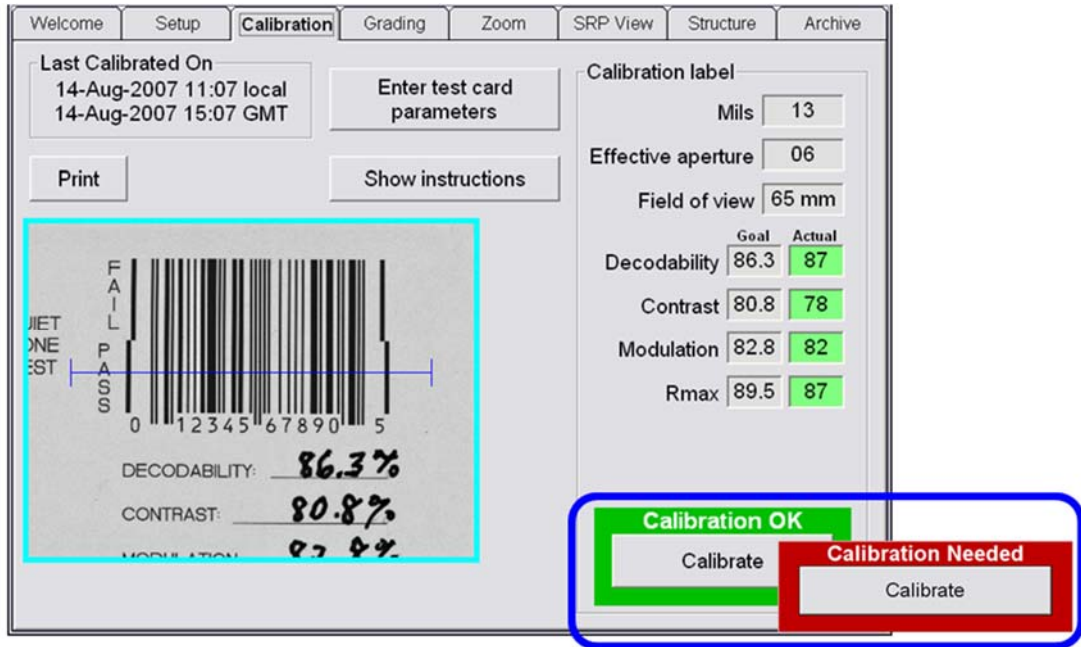 Welcome Setup Calibration Grading Zoom SRP View Structure Archive
Last Calibrated On
14-Aug-2007 11:07 local
14-Aug-2007 15:07 GMT
Enter test card
parameters
Print
Show instructions
Calibration label
Mils 13
Effective aperture 06
Field of view 65 mm
Goal Actual
Decodability 86.3 87
Contrast 80.8 78
Modulation 82.8 82
Rmax 89.5 87
FAIL
PASS
0 12345 67890 5
DECODABILITY: 86.3%
CONTRAST: 80.8%
Calibration OK
Calibrate
Calibration Needed
Calibrate